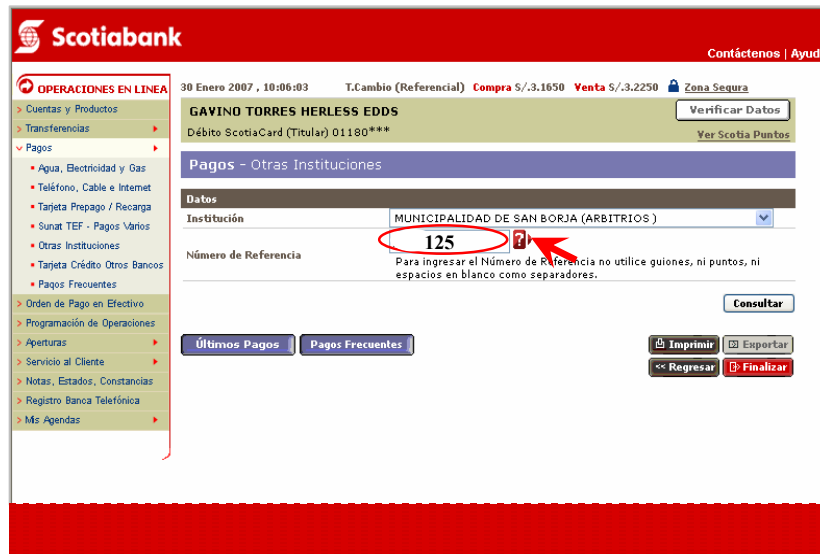 Scotiabank
Contáctenos | Ayud
OPERACIONES EN LINEA
30 Enero 2007 , 10:06:03 T.Cambio (Referencial) Compra S/.3.1650 Venta S/.3.2250 Zona Segura
> Cuentas y Productos
> Transferencias
Pagos
Agua, Electricidad y Gas
Teléfono, Cable e Internet
Tarjeta Prepago / Recarga
Sunat TEF - Pagos Varios
Otras Instituciones
Tarjeta Crédito Otros Bancos
Pagos Frecuentes
> Orden de Pago en Efectivo
> Programación de Operaciones
> Aperturas
> Servicio al Cliente
> Notas, Estados, Constancias
> Registro Banca Telefónica
> Mis Agendas
GAVINO TORRES HERLESS EDDS
Verificar Datos
Débito ScotiaCard (Titular) 01180***
Ver Scotia Puntos
Pagos - Otras Instituciones
Datos
Institución MUNICIPALIDAD DE SAN BORJA (ARBITRIOS )
Número de Referencia 125 ?
Para ingresar el Número de Referencia no utilice guiones, ni puntos, ni
espacios en blanco como separadores.
Consultar
Últimos Pagos Pagos Frecuentes Imprimir Exportar
<< Regresar Finalizar